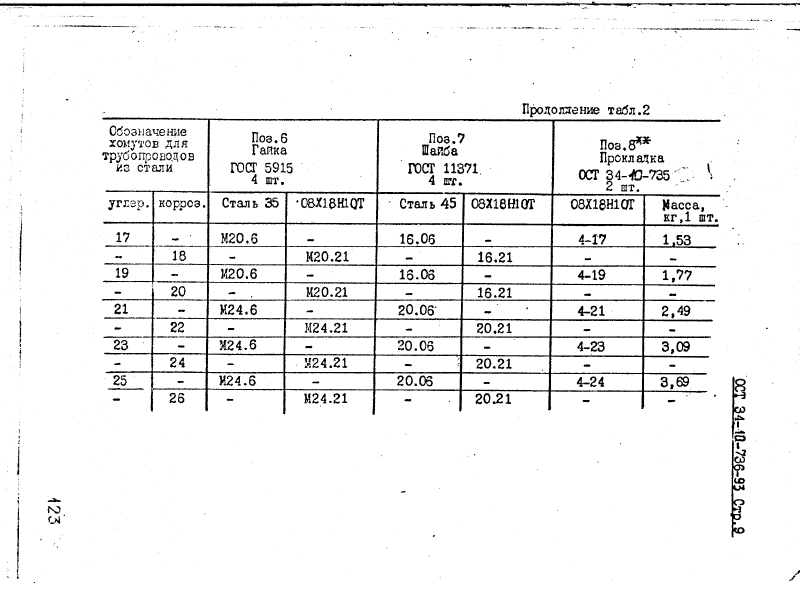 Продолжение табл.2
Обозначение хомутов для трубопроводов из стали
Поз.6 Гайка ГОСТ 5915 4 шт.
Поз.7 Шайба ГОСТ 11371 4 шт.
Поз.8** Прокладка ОСТ 34-10-735 2 шт.
углер. корроз. Сталь 35 08Х18Н10Т Сталь 45 08Х18Н10Т 08Х18Н10Т Масса, кг,1 шт.
17 – М20.6 – 16.06 – 4-17 1,53
– 18 – М20.21 – 16.21 – –
19 – М20.6 – 16.06 – 4-19 1,77
– 20 – М20.21 – 16.21 – –
21 – М24.6 – 20.06 – 4-21 2,49
– 22 – М24.21 – 20.21 – –
23 – М24.6 – 20.06 – 4-23 3,09
– 24 – М24.21 – 20.21 – –
25 – М24.6 – 20.06 – 4-24 3,69
– 26 – М24.21 – 20.21 – –
ОСТ 34-10-736-93 Стр.9
123